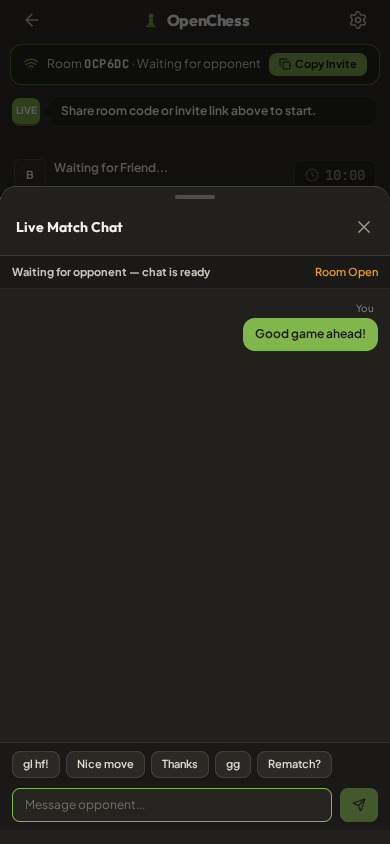 OpenChess
Room 0CP6DC · Waiting for opponent
Copy Invite
LIVE
Share room code or invite link above to start.
B
Waiting for Friend...
10:00
Live Match Chat
Waiting for opponent — chat is ready
Room Open
You
Good game ahead!
gl hf!
Nice move
Thanks
gg
Rematch?
Message opponent...